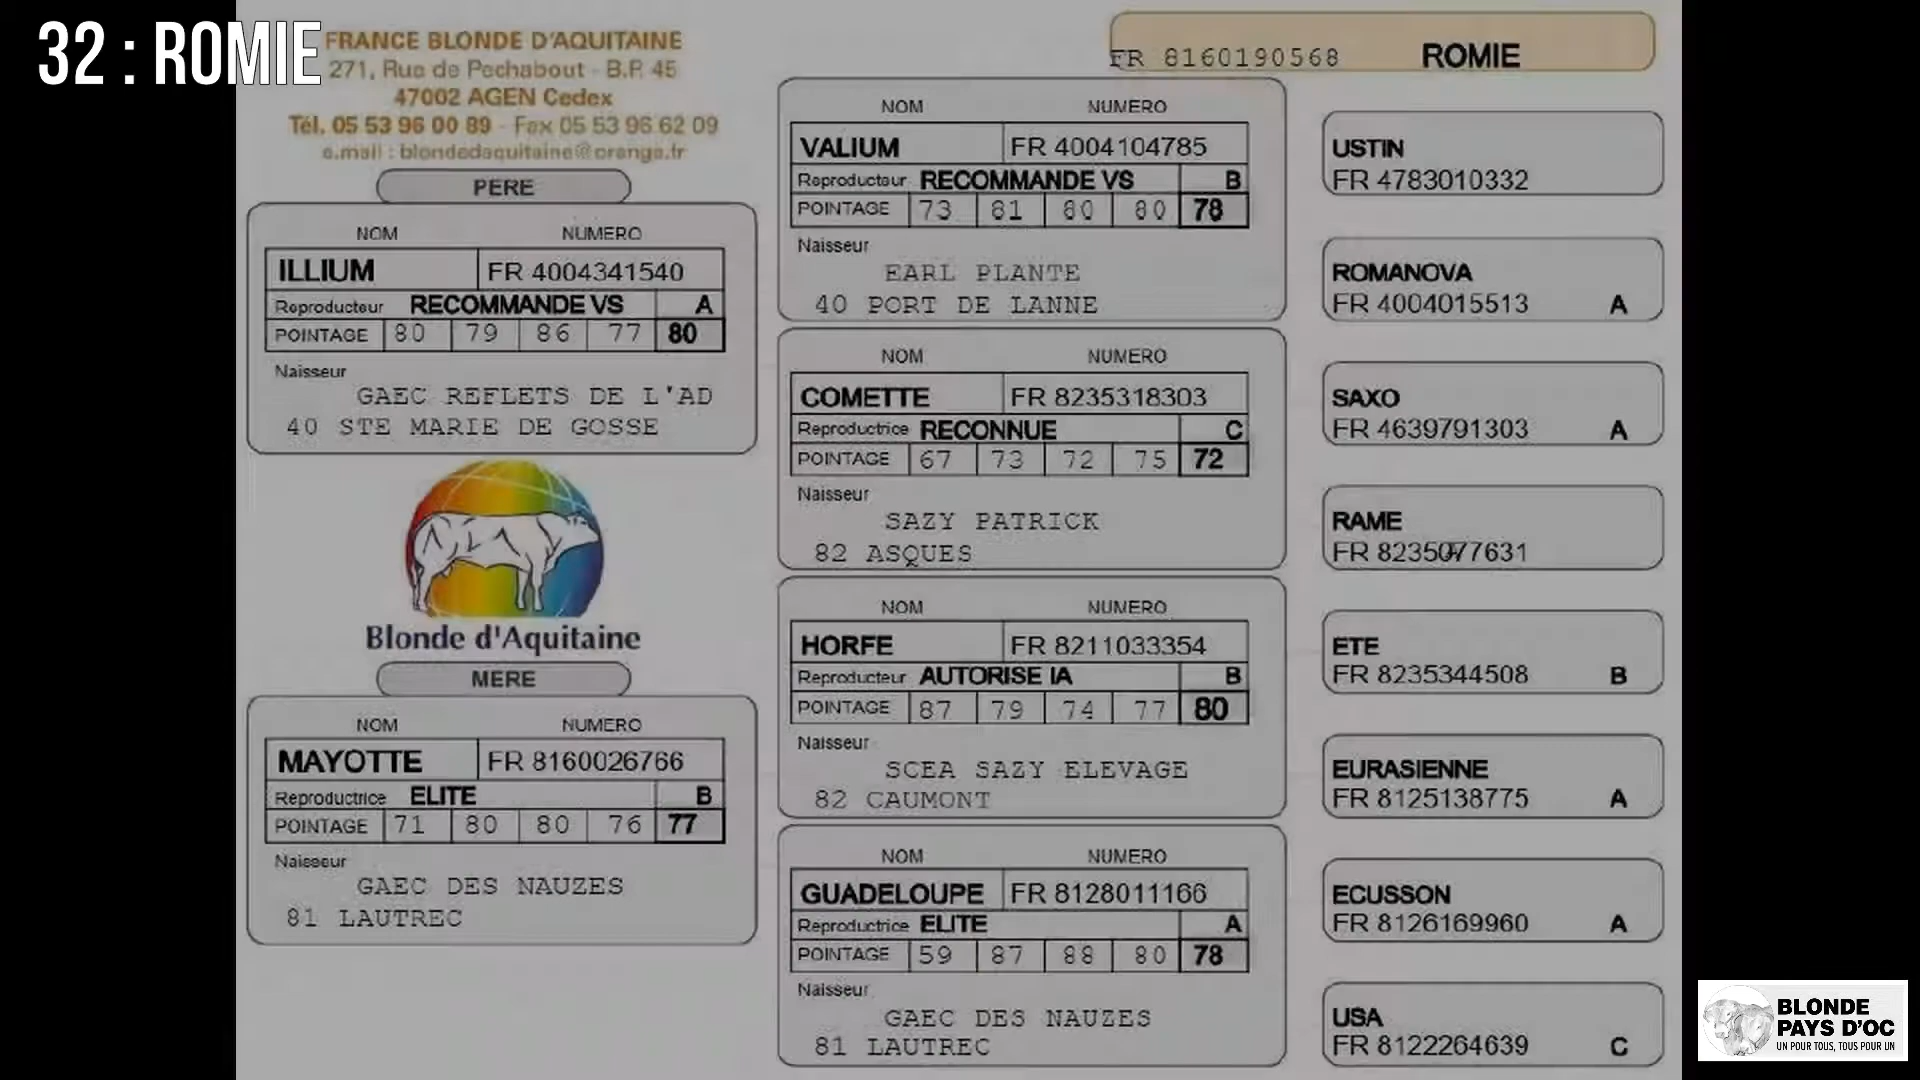 32 : ROMIE
FRANCE BLONDE D'AQUITAINE
271, Rue de Pechabout - B.P. 45
47002 AGEN Cedex
Tél. 05 53 96 00 89 - Fax 05 53 96 62 09
e.mail : blondedaquitaine@orange.fr
FR 8160190568 ROMIE
PERE
NOM NUMERO
ILLIUM FR 4004341540
Reproducteur RECOMMANDE VS A
POINTAGE 80 79 86 77 80
Naisseur
GAEC REFLETS DE L'AD
40 STE MARIE DE GOSSE
Blonde d'Aquitaine
MERE
NOM NUMERO
MAYOTTE FR 8160026766
Reproductrice ELITE B
POINTAGE 71 80 80 76 77
Naisseur
GAEC DES NAUZES
81 LAUTREC
NOM NUMERO
VALIUM FR 4004104785
Reproducteur RECOMMANDE VS B
POINTAGE 73 81 80 80 78
Naisseur
EARL PLANTE
40 PORT DE LANNE
NOM NUMERO
COMETTE FR 8235318303
Reproductrice RECONNUE C
POINTAGE 67 73 72 75 72
Naisseur
SAZY PATRICK
82 ASQUES
NOM NUMERO
HORFE FR 8211033354
Reproducteur AUTORISE IA B
POINTAGE 87 79 74 77 80
Naisseur
SCEA SAZY ELEVAGE
82 CAUMONT
NOM NUMERO
GUADELOUPE FR 8128011166
Reproductrice ELITE A
POINTAGE 59 87 88 80 78
Naisseur
GAEC DES NAUZES
81 LAUTREC
USTIN
FR 4783010332
ROMANOVA
FR 4004015513 A
SAXO
FR 4639791303 A
RAME
FR 8235077631
ETE
FR 8235344508 B
EURASIENNE
FR 8125138775 A
ECUSSON
FR 8126169960 A
USA
FR 8122264639 C
BLONDE
PAYS D'OC
UN POUR TOUS, TOUS POUR UN